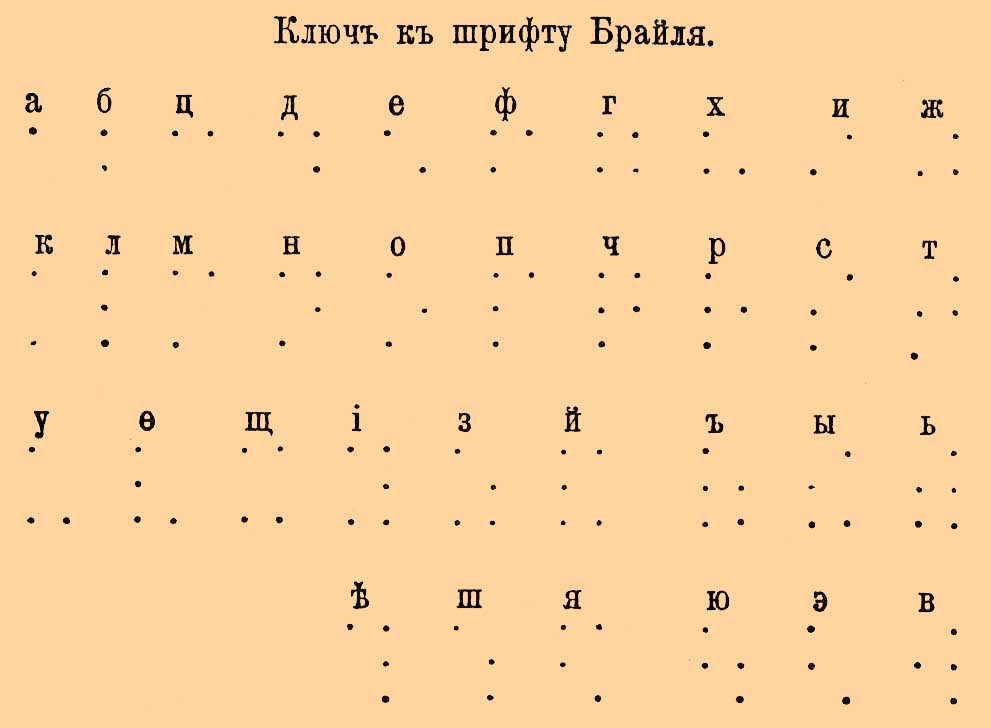 Ключъ къ шрифту Брайля.
а б ц д е ф г х и ж
к л м н о п ч р с т
у ѳ щ і з й ъ ы ь
ѣ ш я ю э в